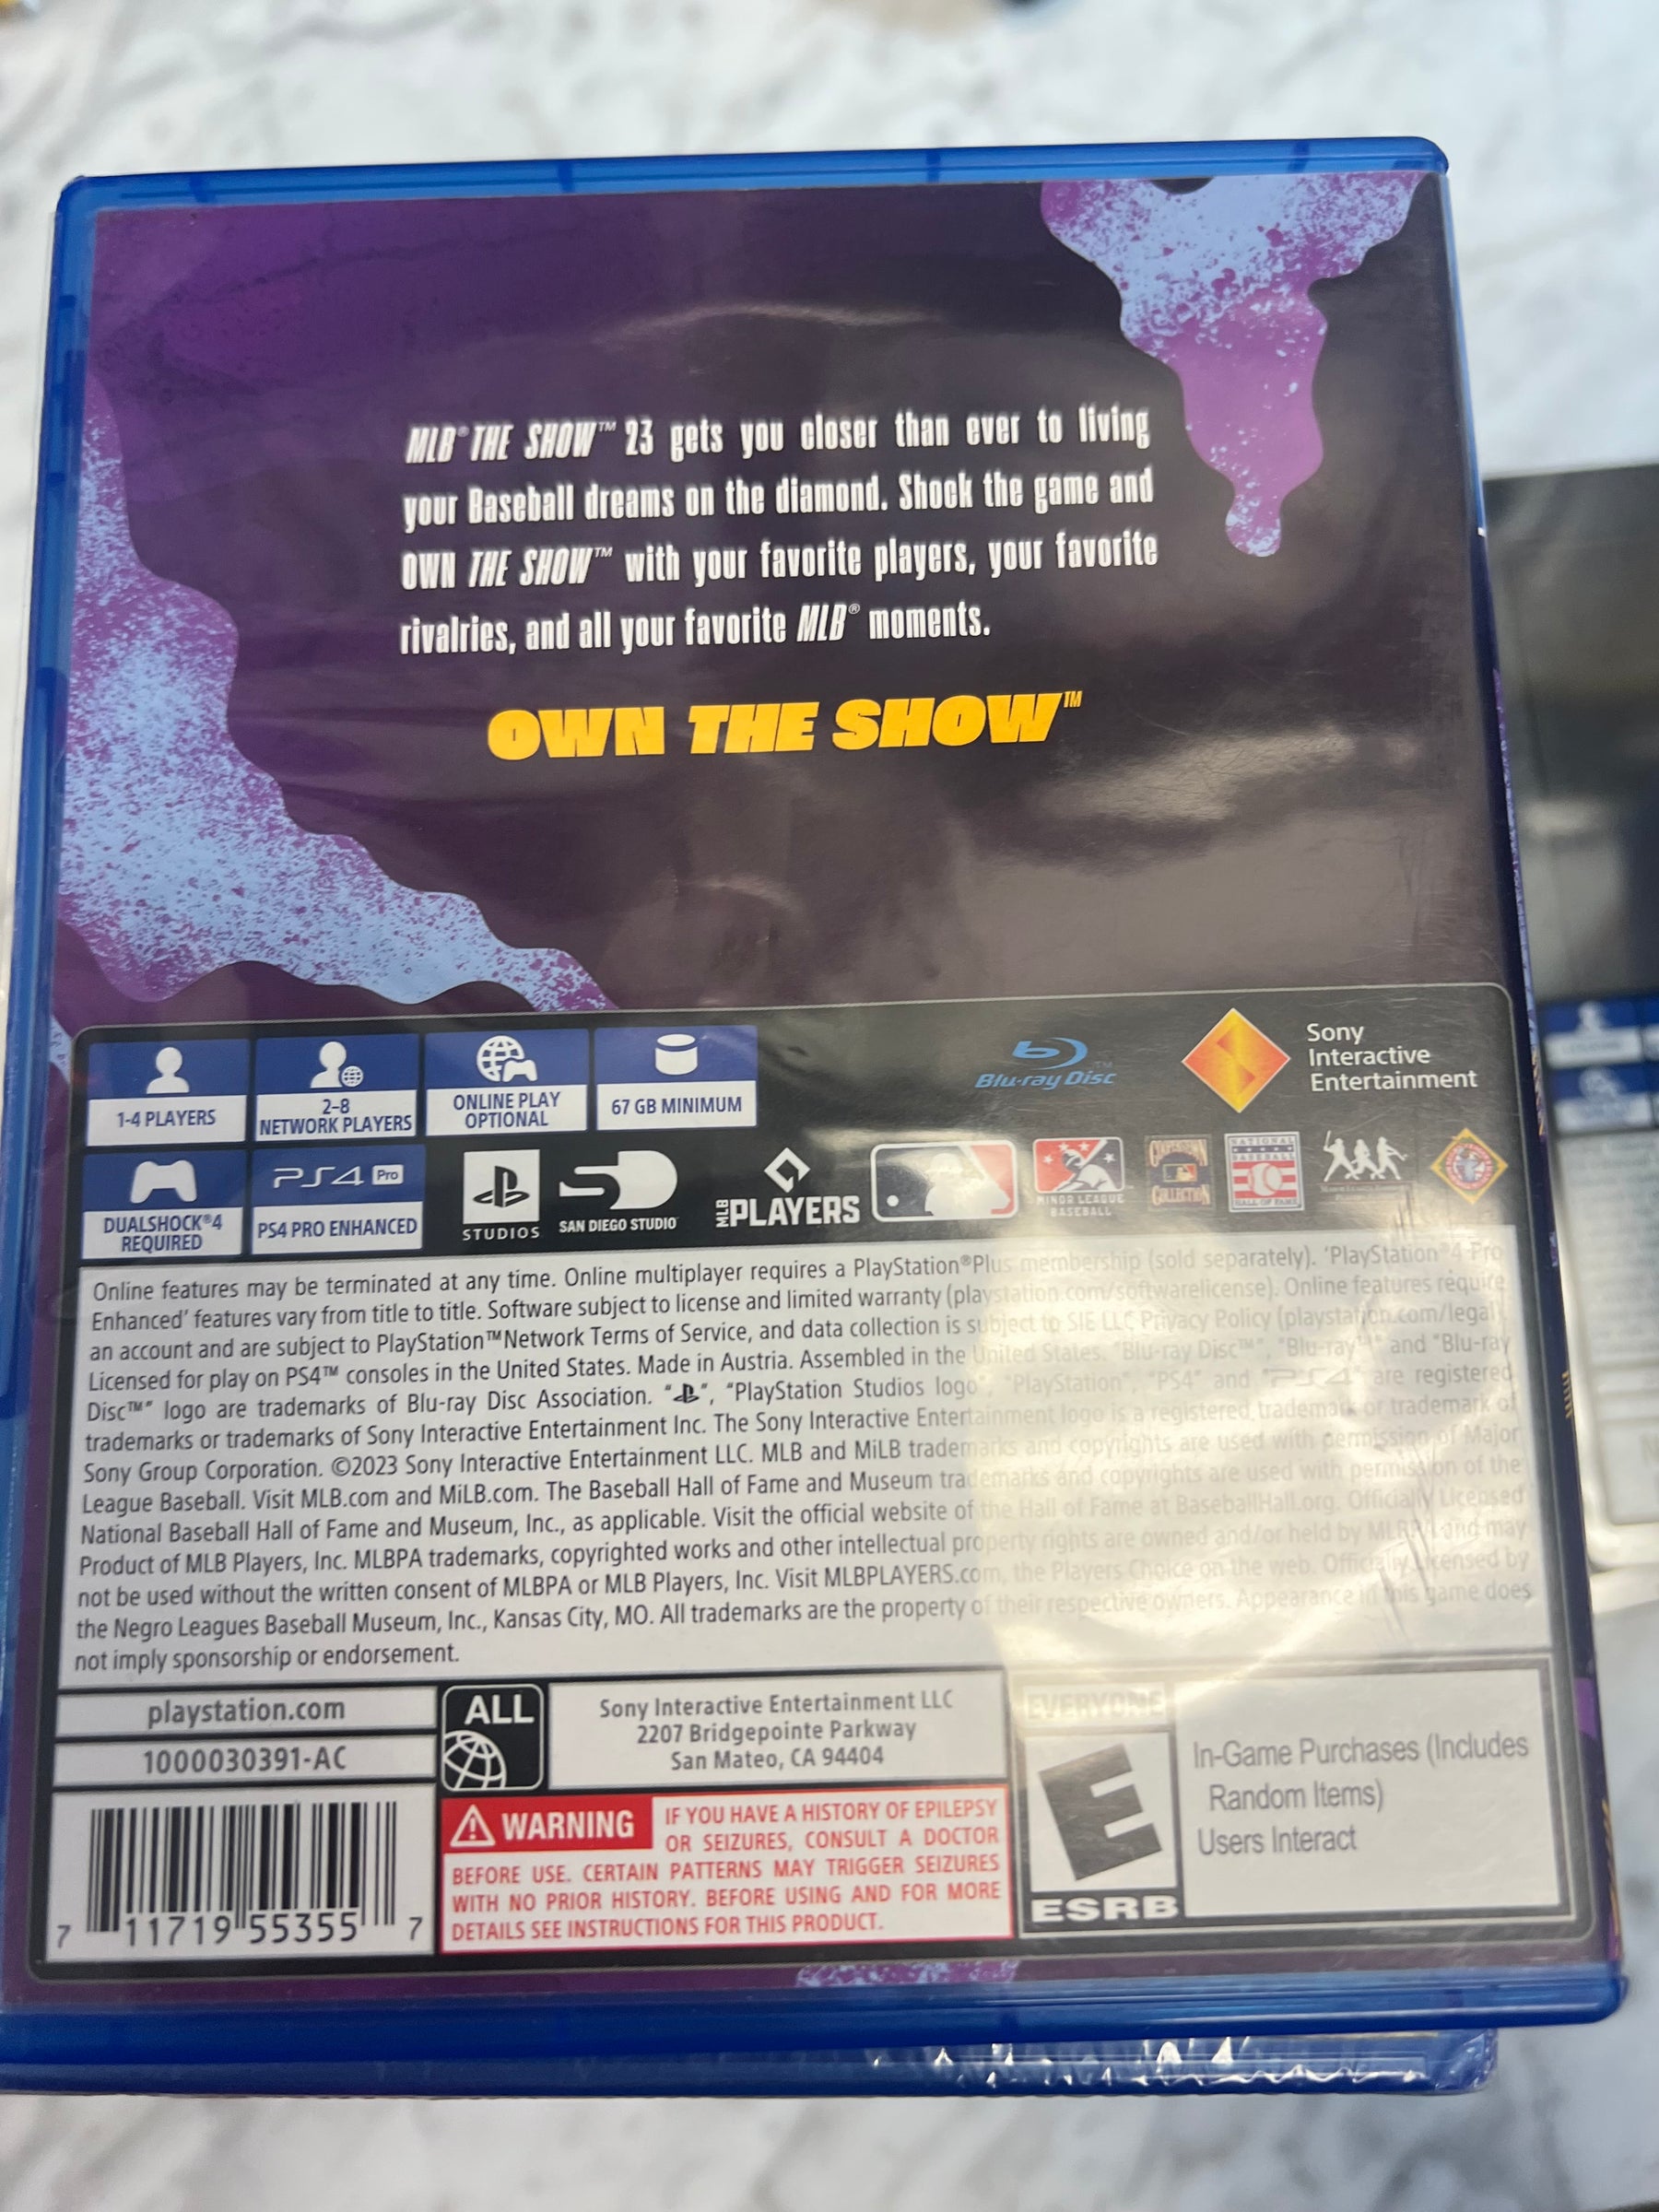 MLB® THE SHOW™ 23 gets you closer than ever to living
your Baseball dreams on the diamond. Shock the game and
OWN THE SHOW™ with your favorite players, your favorite
rivalries, and all your favorite MLB® moments.
OWN THE SHOW™
1-4 PLAYERS
2-8
NETWORK PLAYERS
ONLINE PLAY
OPTIONAL
67 GB MINIMUM
Blu-ray Disc™
Sony
Interactive
Entertainment
DUALSHOCK®4
REQUIRED
PS4 Pro
PS4 PRO ENHANCED
STUDIOS
SAN DIEGO STUDIO
MLB PLAYERS
MINOR LEAGUE
BASEBALL
COOPERSTOWN
COLLECTION
NATIONAL
BASEBALL
HALL OF FAME
Online features may be terminated at any time. Online multiplayer requires a PlayStation®Plus membership (sold separately). 'PlayStation®4 Pro
Enhanced' features vary from title to title. Software subject to license and limited warranty (playstation.com/softwarelicense). Online features require
an account and are subject to PlayStation™Network Terms of Service, and data collection is subject to SIE LLC Privacy Policy (playstation.com/legal).
Licensed for play on PS4™ consoles in the United States. Made in Austria. Assembled in the United States. "Blu-ray Disc™", "Blu-ray™" and "Blu-ray
Disc™" logo are trademarks of Blu-ray Disc Association. "PS", "PlayStation Studios logo", "PlayStation", "PS4" and "PS4" are registered
trademarks or trademarks of Sony Interactive Entertainment Inc. The Sony Interactive Entertainment logo is a registered trademark or trademark of
Sony Group Corporation. ©2023 Sony Interactive Entertainment LLC. MLB and MiLB trademarks and copyrights are used with permission of Major
League Baseball. Visit MLB.com and MiLB.com. The Baseball Hall of Fame and Museum trademarks and copyrights are used with permission of the
National Baseball Hall of Fame and Museum, Inc., as applicable. Visit the official website of the Hall of Fame at BaseballHall.org. Officially Licensed
Product of MLB Players, Inc. MLBPA trademarks, copyrighted works and other intellectual property rights are owned and/or held by MLBPA and may
not be used without the written consent of MLBPA or MLB Players, Inc. Visit MLBPLAYERS.com, the Players Choice on the web. Officially Licensed by
the Negro Leagues Baseball Museum, Inc., Kansas City, MO. All trademarks are the property of their respective owners. Appearance in this game does
not imply sponsorship or endorsement.
playstation.com
1000030391-AC
ALL
Sony Interactive Entertainment LLC
2207 Bridgepointe Parkway
San Mateo, CA 94404
7 11719 55355 7
WARNING IF YOU HAVE A HISTORY OF EPILEPSY
OR SEIZURES, CONSULT A DOCTOR
BEFORE USE. CERTAIN PATTERNS MAY TRIGGER SEIZURES
WITH NO PRIOR HISTORY. BEFORE USING AND FOR MORE
DETAILS SEE INSTRUCTIONS FOR THIS PRODUCT.
EVERYONE
E
ESRB
In-Game Purchases (Includes
Random Items)
Users Interact